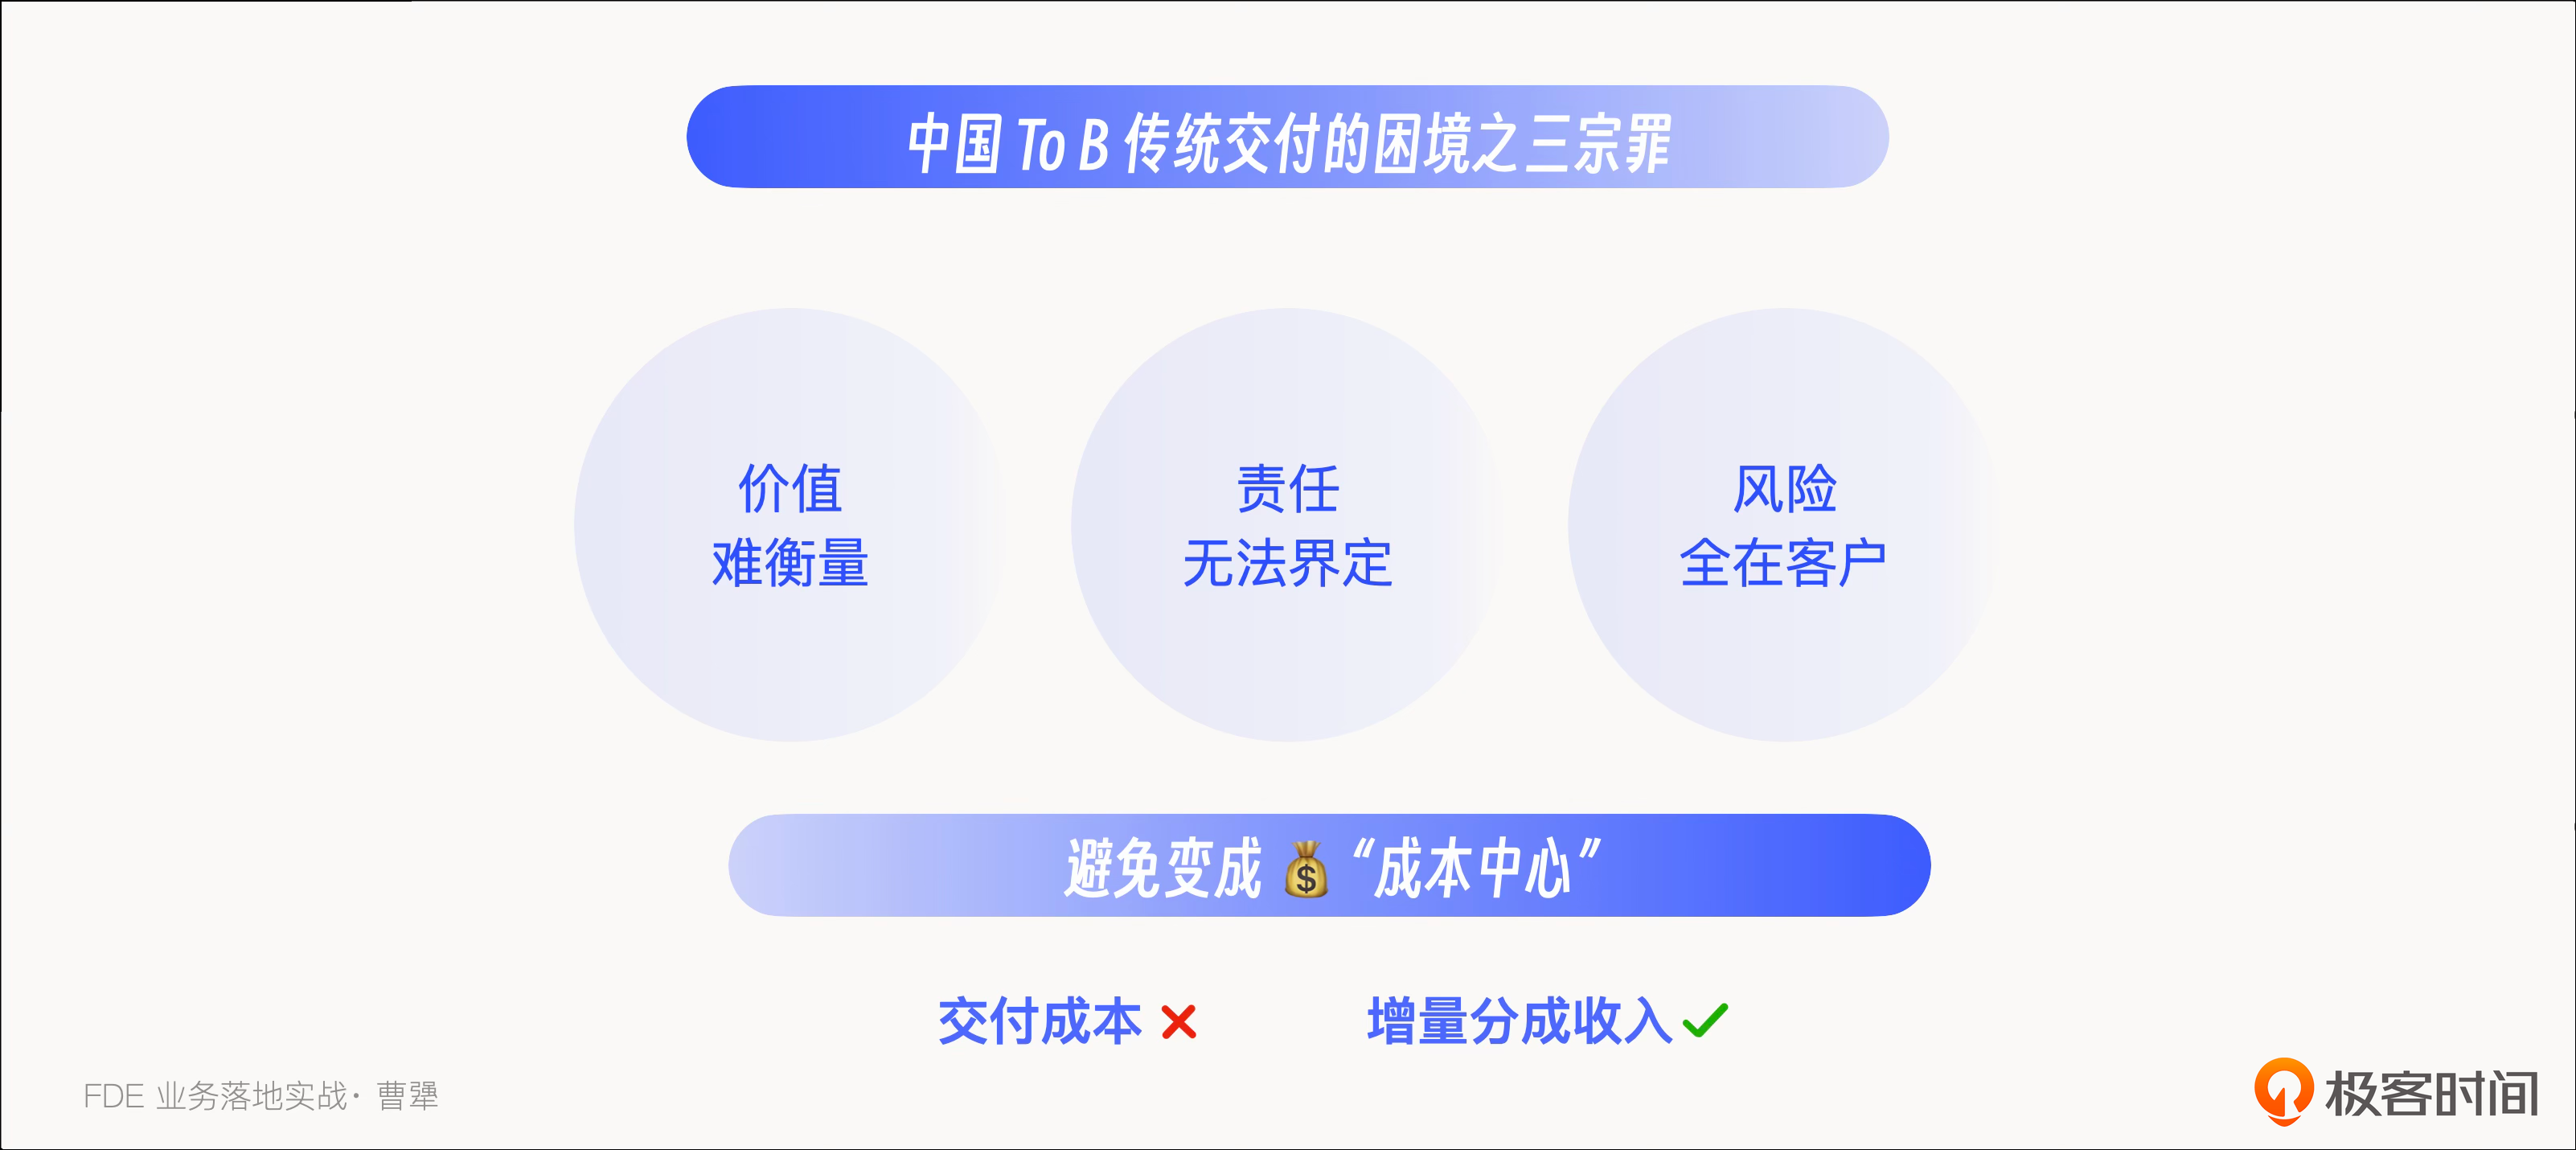 中国 To B 传统交付的困境之三宗罪
价值
难衡量
责任
无法界定
风险
全在客户
避免变成 💰 “成本中心”
交付成本 ❌
增量分成收入 ✓
FDE 业务落地实战 · 曹犟
极客时间